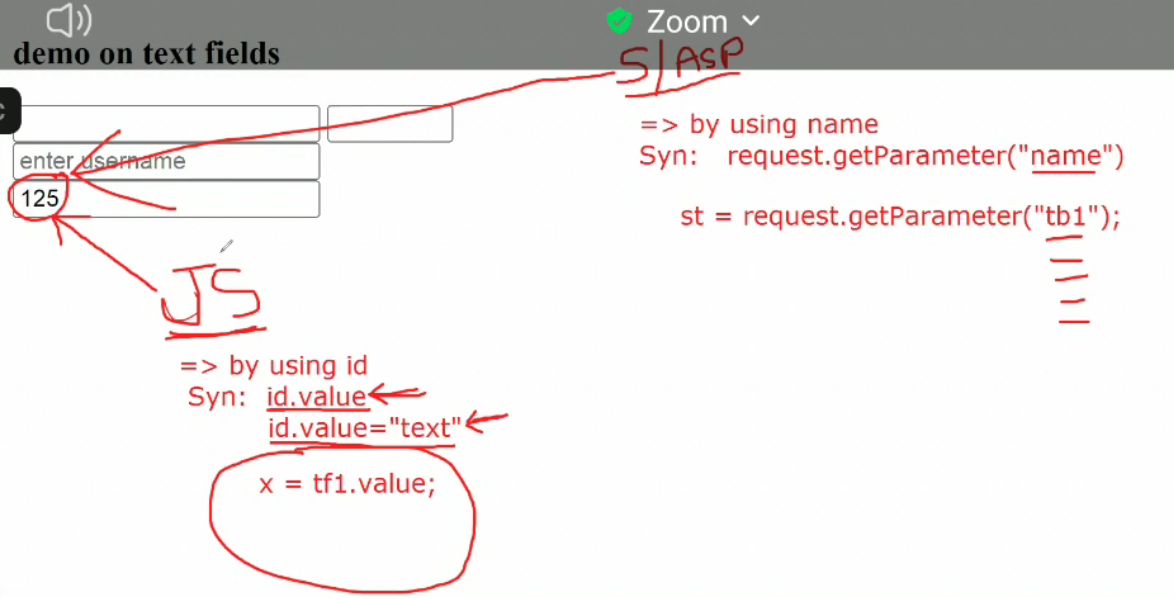 Zoom
demo on text fields
S/ASP
=> by using name
Syn: request.getParameter("name")
st = request.getParameter("tb1");
enter username
125
JS
=> by using id
Syn: id.value
id.value="text"
x = tf1.value;